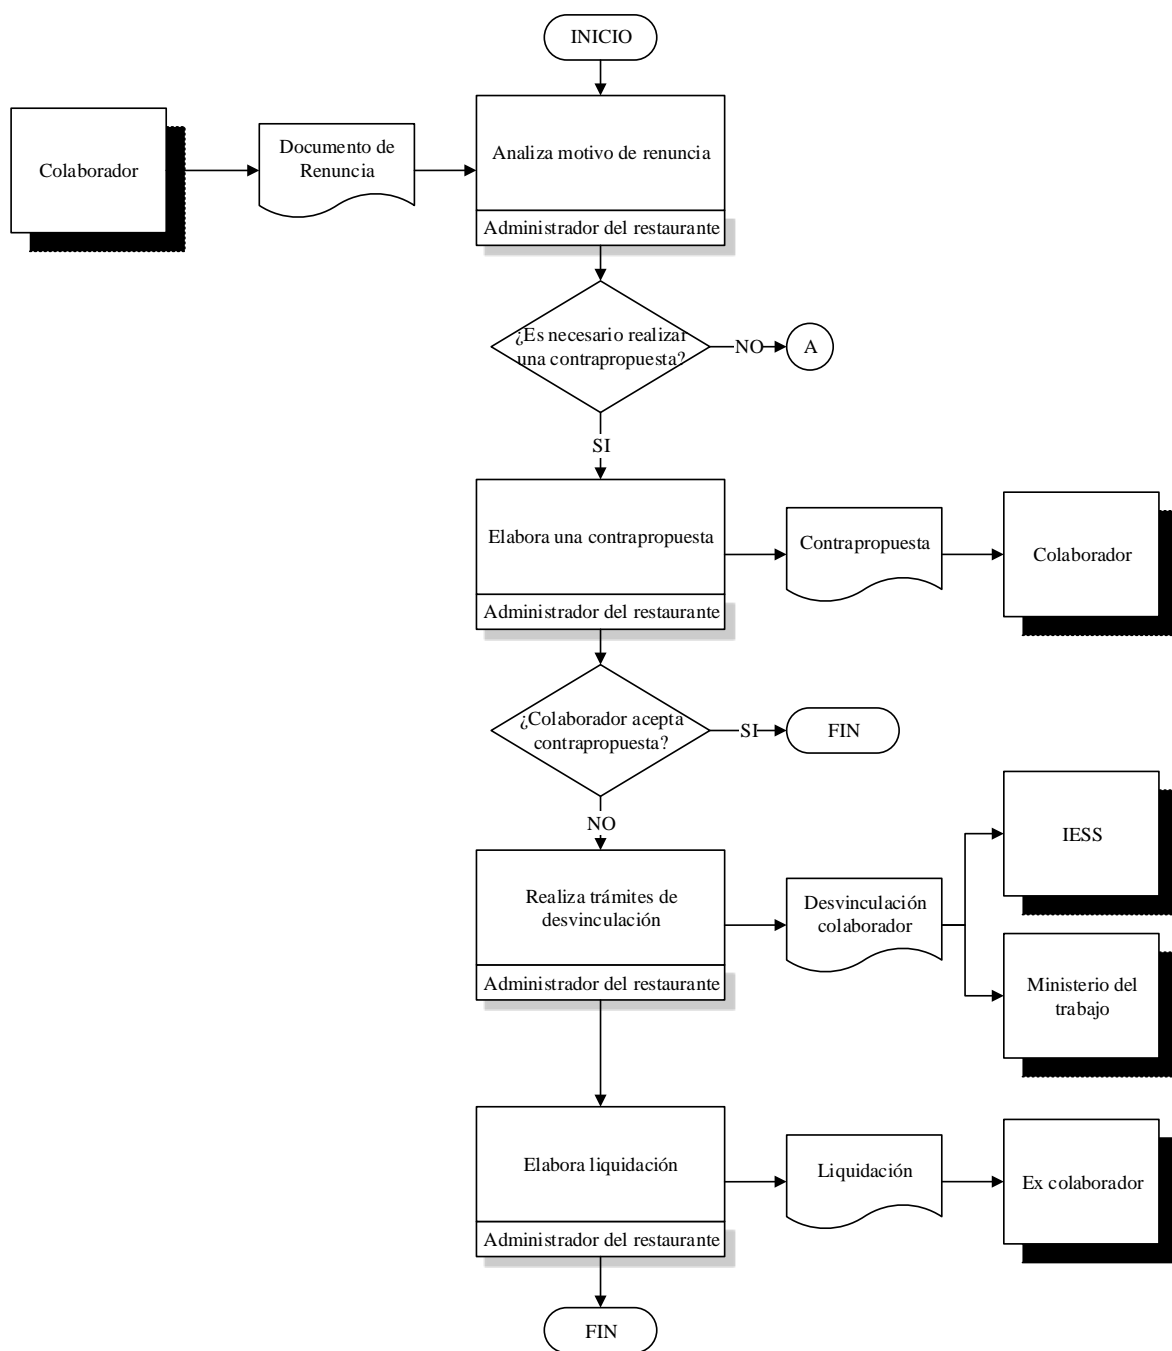 INICIO
Colaborador
Documento de
Renuncia
Analiza motivo de renuncia
Administrador del restaurante
¿Es necesario realizar
una contrapropuesta?
NO
A
SI
Elabora una contrapropuesta
Administrador del restaurante
Contrapropuesta
Colaborador
¿Colaborador acepta
contrapropuesta?
SI
FIN
NO
Realiza trámites de
desvinculación
Administrador del restaurante
Desvinculación
colaborador
IESS
Ministerio del
trabajo
Elabora liquidación
Administrador del restaurante
Liquidación
Ex colaborador
FIN